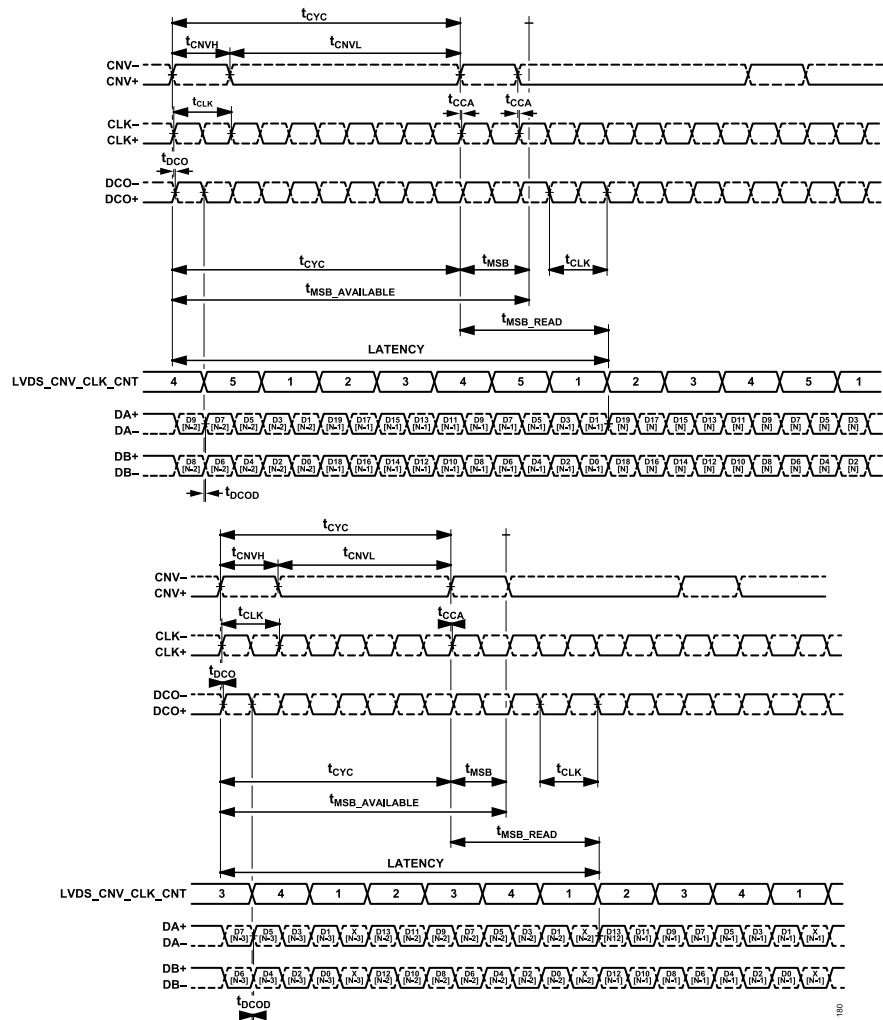 tCYC
tCNVH tCNVL
CNV–
CNV+
tCLK tCCA tCCA
CLK–
CLK+
tDCO
DCO–
DCO+
tCYC tMSB tCLK
tMSB_AVAILABLE
tMSB_READ
LATENCY
LVDS_CNV_CLK_CNT 4 5 1 2 3 4 5 1 2 3 4 5 1
DA+
D9 D7 D5 D3 D1 D19 D17 D15 D13 D11 D9 D7 D5 D3 D1 D19 D17 D15 D13 D11 D9 D7 D5 D3
[N-2] [N-2] [N-2] [N-2] [N-2] [N-1] [N-1] [N-1] [N-1] [N-1] [N-1] [N-1] [N-1] [N-1] [N-1] [N] [N] [N] [N] [N] [N] [N] [N] [N]
DA–
DB+
D8 D6 D4 D2 D0 D18 D16 D14 D12 D10 D8 D6 D4 D2 D0 D18 D16 D14 D12 D10 D8 D6 D4 D2
[N-2] [N-2] [N-2] [N-2] [N-2] [N-1] [N-1] [N-1] [N-1] [N-1] [N-1] [N-1] [N-1] [N-1] [N-1] [N] [N] [N] [N] [N] [N] [N] [N] [N]
DB–
tDCOD
tCYC
tCNVH tCNVL
CNV–
CNV+
tCLK tCCA
CLK–
CLK+
tDCO
DCO–
DCO+
tCYC tMSB tCLK
tMSB_AVAILABLE
tMSB_READ
LATENCY
LVDS_CNV_CLK_CNT 3 4 1 2 3 4 1 2 3 4 1
DA+
D7 D5 D3 D1 X D13 D11 D9 D7 D5 D3 D1 X D13 D11 D9 D7 D5 D3 D1 X
[N-3] [N-3] [N-3] [N-3] [N-3] [N-2] [N-2] [N-2] [N-2] [N-2] [N-2] [N-2] [N-2] [N12] [N-1] [N-1] [N-1] [N-1] [N-1] [N-1] [N-1]
DA–
DB+
D6 D4 D2 D0 X D12 D10 D8 D6 D4 D2 D0 X D12 D10 D8 D6 D4 D2 D0 X
[N-3] [N-3] [N-3] [N-3] [N-3] [N-2] [N-2] [N-2] [N-2] [N-2] [N-2] [N-2] [N-2] [N-1] [N-1] [N-1] [N-1] [N-1] [N-1] [N-1] [N-1]
DB–
tDCOD
180